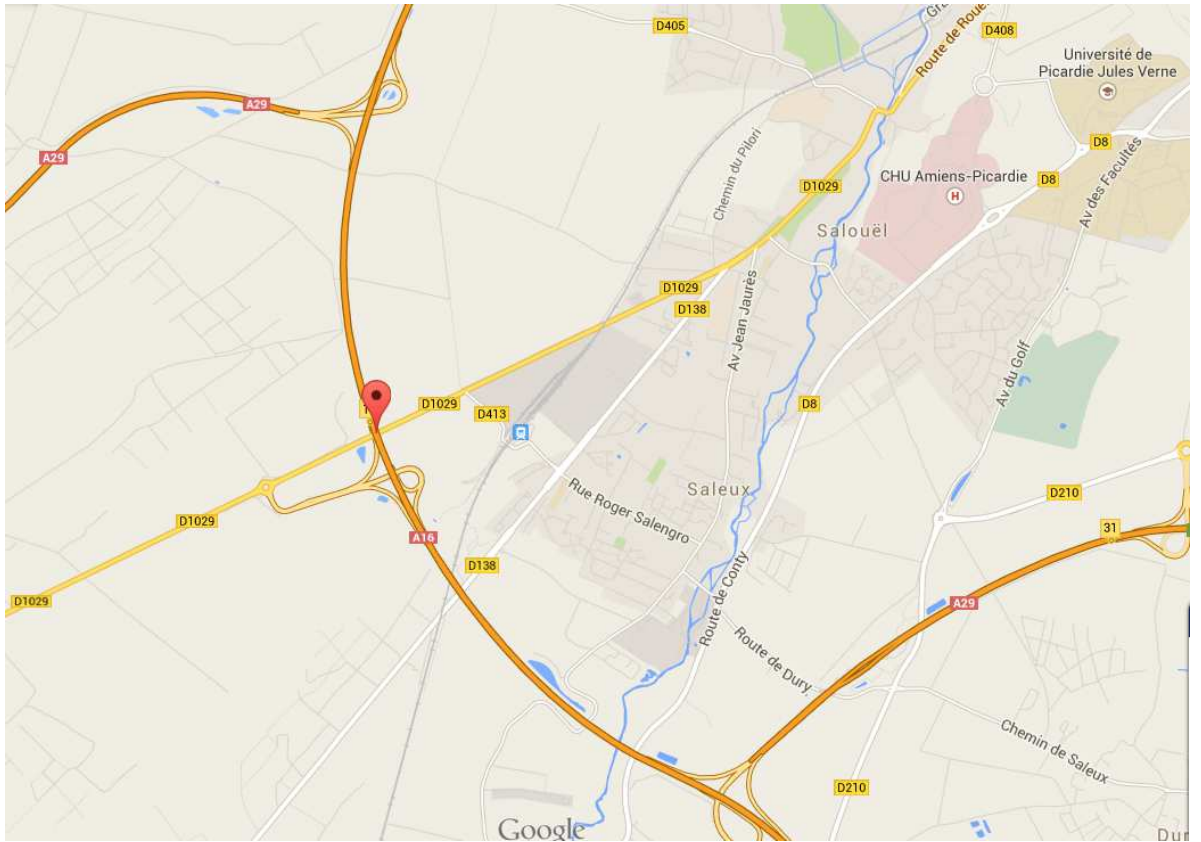 Route de Roue
D405
D408
Université de
Picardie Jules Verne
A29
A29
D8
Chemin du Pilori
D1029
CHU Amiens-Picardie
H
D8
Av des Facultés
Salouël
D1029
D138
Av Jean Jaurès
Av du Golf
D1029
D413
D8
Saleux
Rue Roger Salengro
D210
D1029
31
A16
D138
Route de Conty
D1029
A29
Route de Dury
Chemin de Saleux
D210
Google
Dur